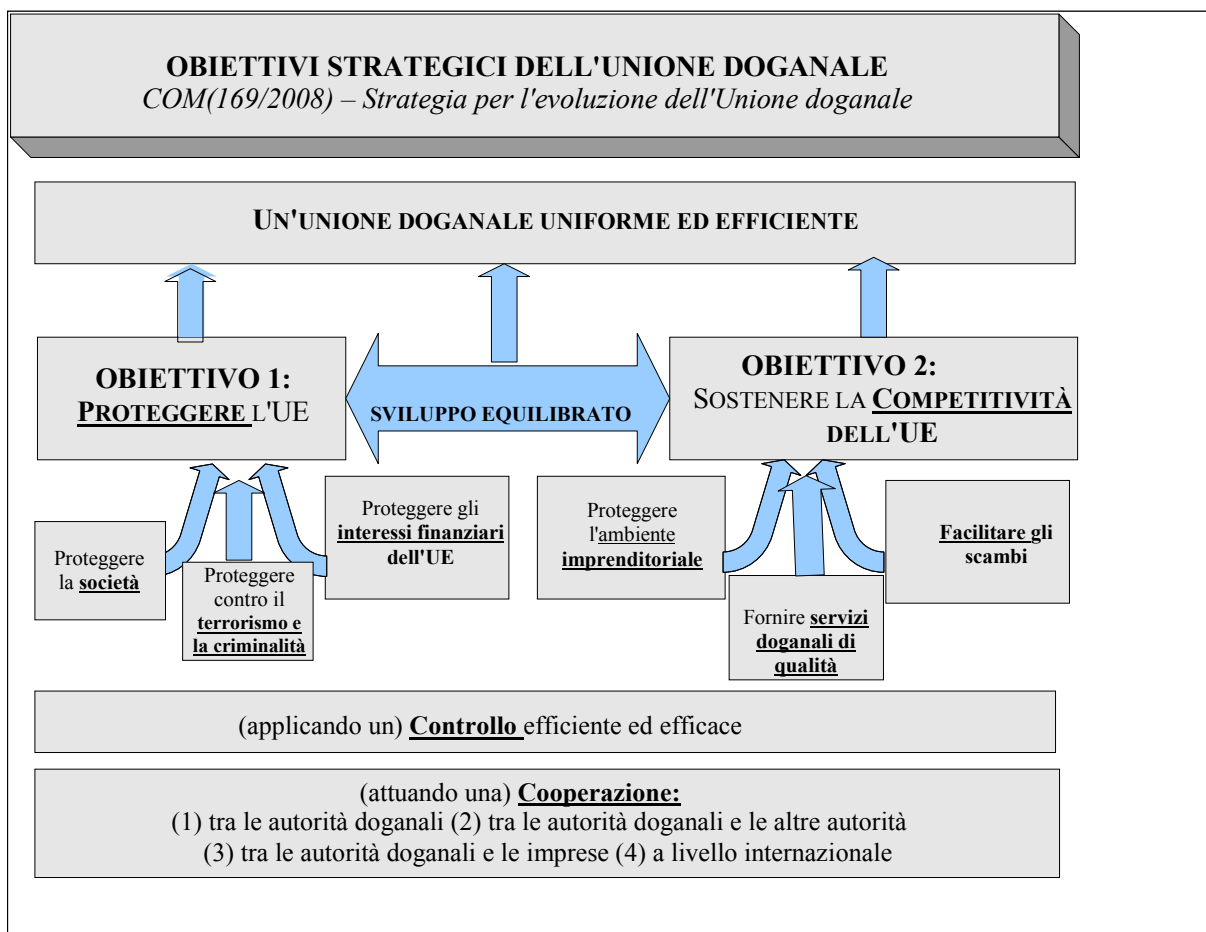 OBIETTIVI STRATEGICI DELL'UNIONE DOGANALE
COM(169/2008) – Strategia per l'evoluzione dell'Unione doganale
UN'UNIONE DOGANALE UNIFORME ED EFFICIENTE
OBIETTIVO 1:
PROTEGGERE L'UE
SVILUPPO EQUILIBRATO
OBIETTIVO 2:
SOSTENERE LA COMPETITIVITÀ
DELL'UE
Proteggere
la società
Proteggere
contro il
terrorismo e
la criminalità
Proteggere gli
interessi finanziari
dell'UE
Proteggere
l'ambiente
imprenditoriale
Fornire servizi
doganali di
qualità
Facilitare gli
scambi
(applicando un) Controllo efficiente ed efficace
(attuando una) Cooperazione:
(1) tra le autorità doganali (2) tra le autorità doganali e le altre autorità
(3) tra le autorità doganali e le imprese (4) a livello internazionale